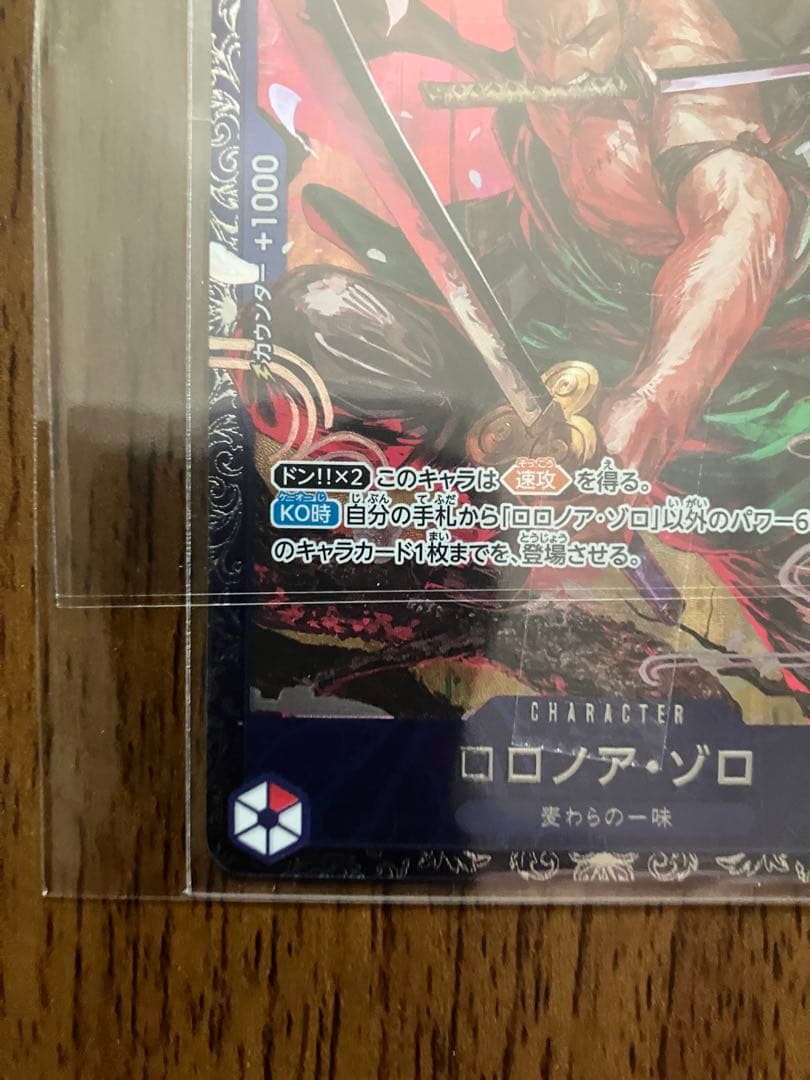 カウンター +1000
ドン!!×2 このキャラは 速攻 を得る。
KO時 自分の手札から「ロロノア・ゾロ」以外のパワー6
のキャラカード1枚までを、登場させる。
CHARACTER
ロロノア・ゾロ
麦わらの一味